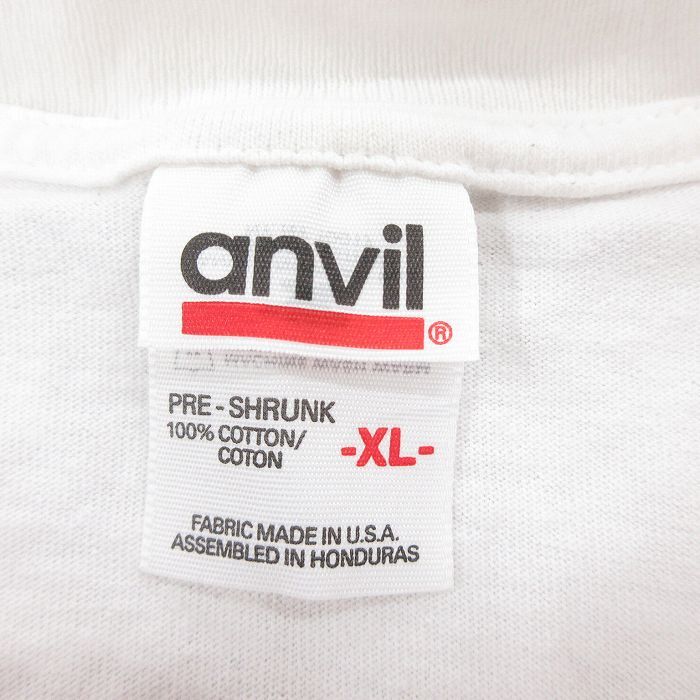 anvil
®
PRE-SHRUNK
100% COTTON/
COTON
-XL-
FABRIC MADE IN U.S.A.
ASSEMBLED IN HONDURAS